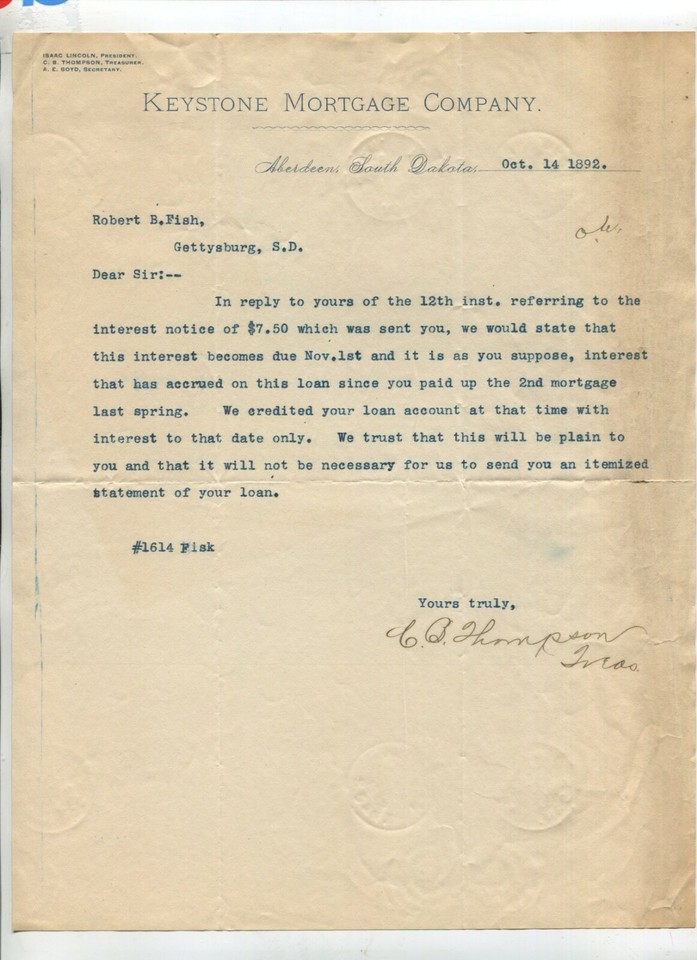 ISAAC LINCOLN, PRESIDENT.
C. B. THOMPSON, TREASURER.
A. E. BOYD, SECRETARY.
KEYSTONE MORTGAGE COMPANY.
Aberdeen, South Dakota, Oct. 14 1892.
Robert B.Fish,
Gettysburg, S.D.
Dear Sir:--
In reply to yours of the 12th inst. referring to the
interest notice of $7.50 which was sent you, we would state that
this interest becomes due Nov.1st and it is as you suppose, interest
that has accrued on this loan since you paid up the 2nd mortgage
last spring. We credited your loan account at that time with
interest to that date only. We trust that this will be plain to
you and that it will not be necessary for us to send you an itemized
statement of your loan.
#1614 Fisk
Yours truly,
C. B. Thompson
Treas.